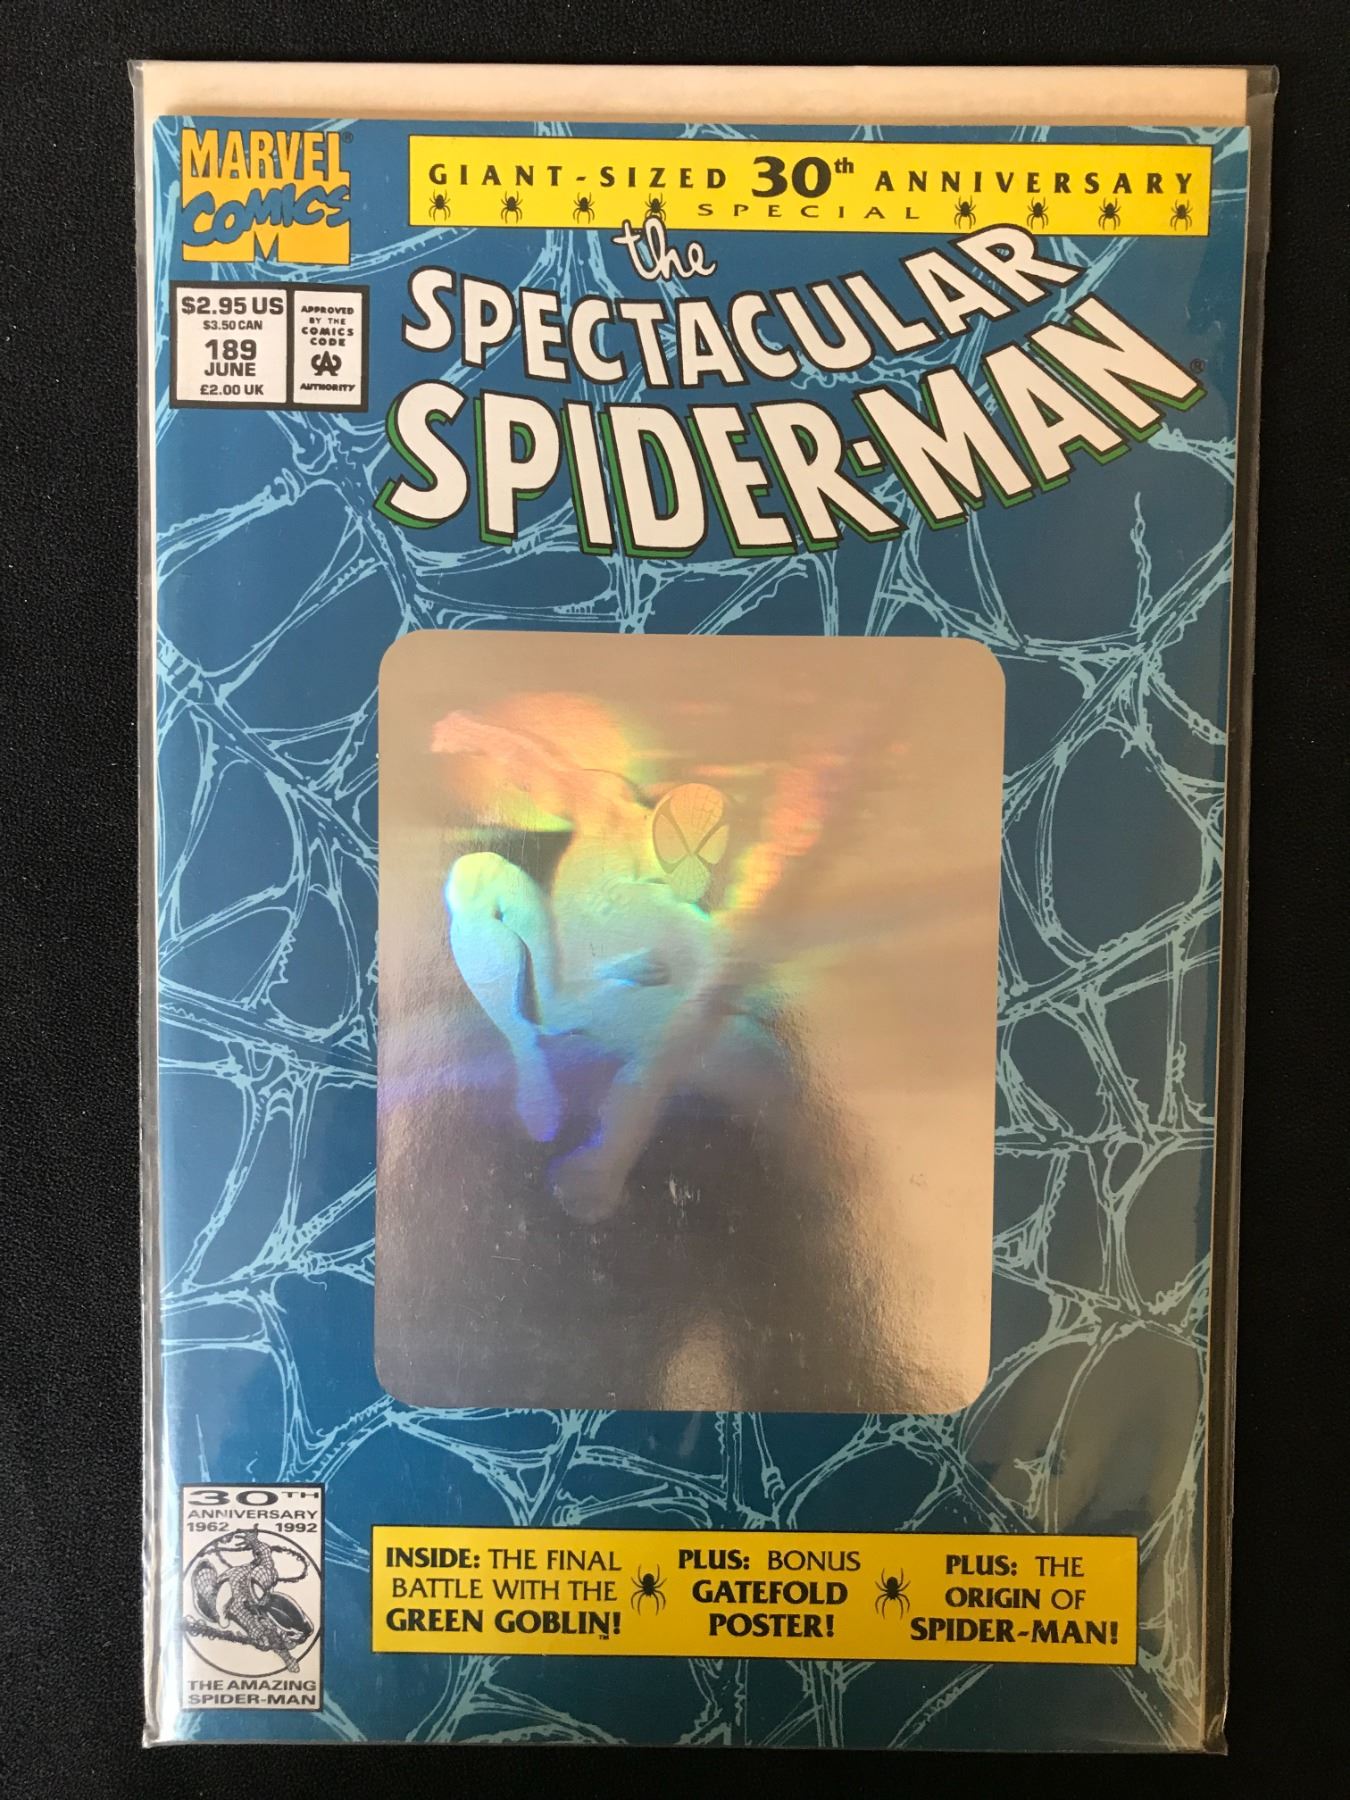 MARVEL®
COMICS
M
GIANT-SIZED 30th ANNIVERSARY
SPECIAL
the
SPECTACULAR
SPIDER-MAN®
$2.95 US
$3.50 CAN
189
JUNE
£2.00 UK
APPROVED
BY THE
COMICS
CODE
CA
AUTHORITY
30TH
ANNIVERSARY
1962 1992
THE AMAZING
SPIDER-MAN
INSIDE: THE FINAL
BATTLE WITH THE
GREEN GOBLIN!™
PLUS: BONUS
GATEFOLD
POSTER!
PLUS: THE
ORIGIN OF
SPIDER-MAN!